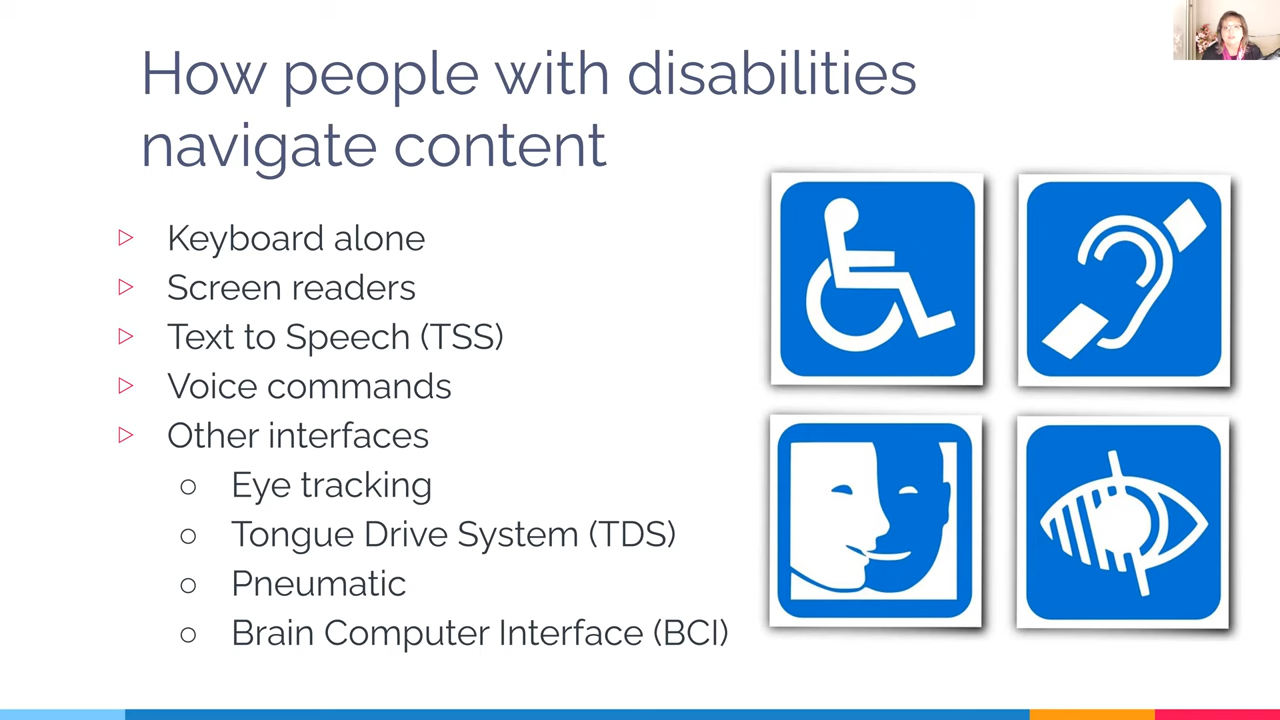 How people with disabilities
navigate content
Keyboard alone
Screen readers
Text to Speech (TSS)
Voice commands
Other interfaces
Eye tracking
Tongue Drive System (TDS)
Pneumatic
Brain Computer Interface (BCI)